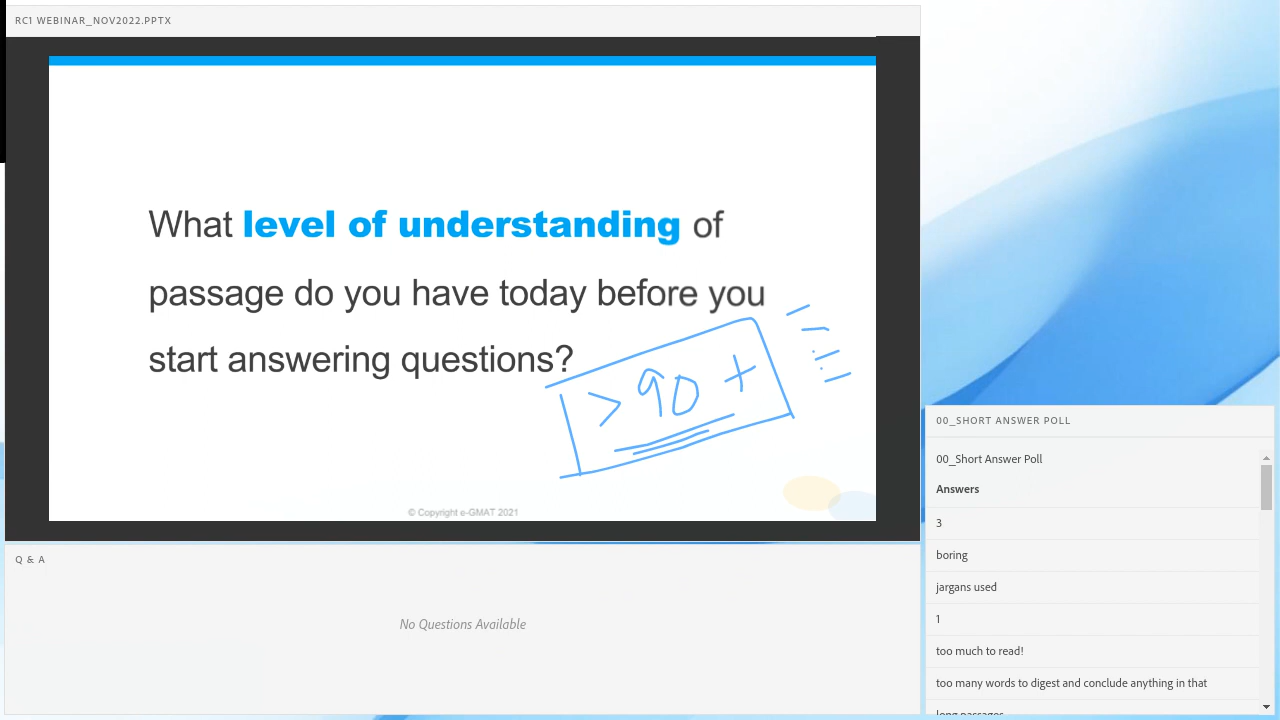 RC1 WEBINAR_NOV2022.PPTX
What level of understanding of
passage do you have today before you
start answering questions?
> 90 +
© Copyright e-GMAT 2021
Q & A
No Questions Available
00_SHORT ANSWER POLL
00_Short Answer Poll
Answers
3
boring
jargans used
1
too much to read!
too many words to digest and conclude anything in that
long passages